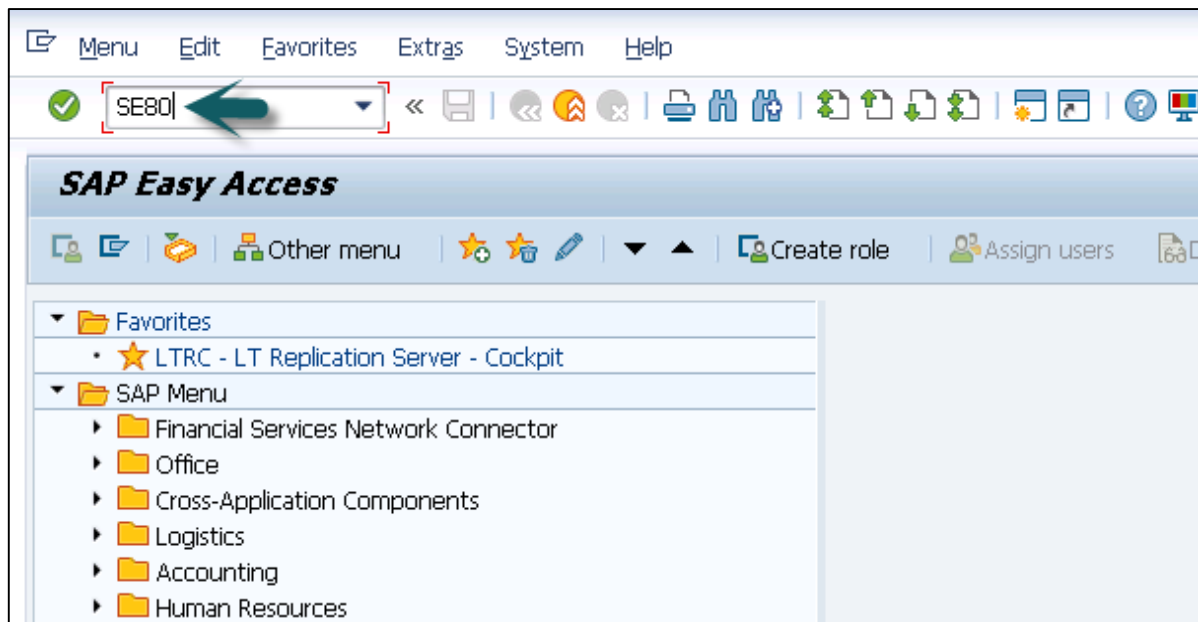 Menu Edit Favorites Extras System Help
SE80
SAP Easy Access
Other menu Create role Assign users D
Favorites
LTRC - LT Replication Server - Cockpit
SAP Menu
Financial Services Network Connector
Office
Cross-Application Components
Logistics
Accounting
Human Resources